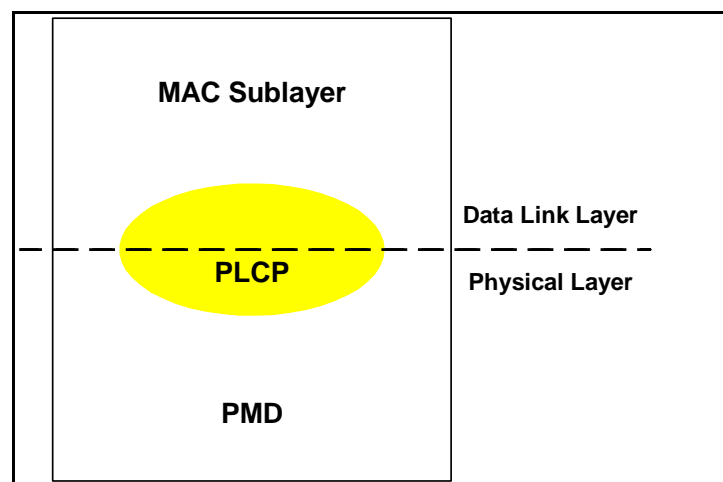 MAC Sublayer
Data Link Layer
PLCP
Physical Layer
PMD